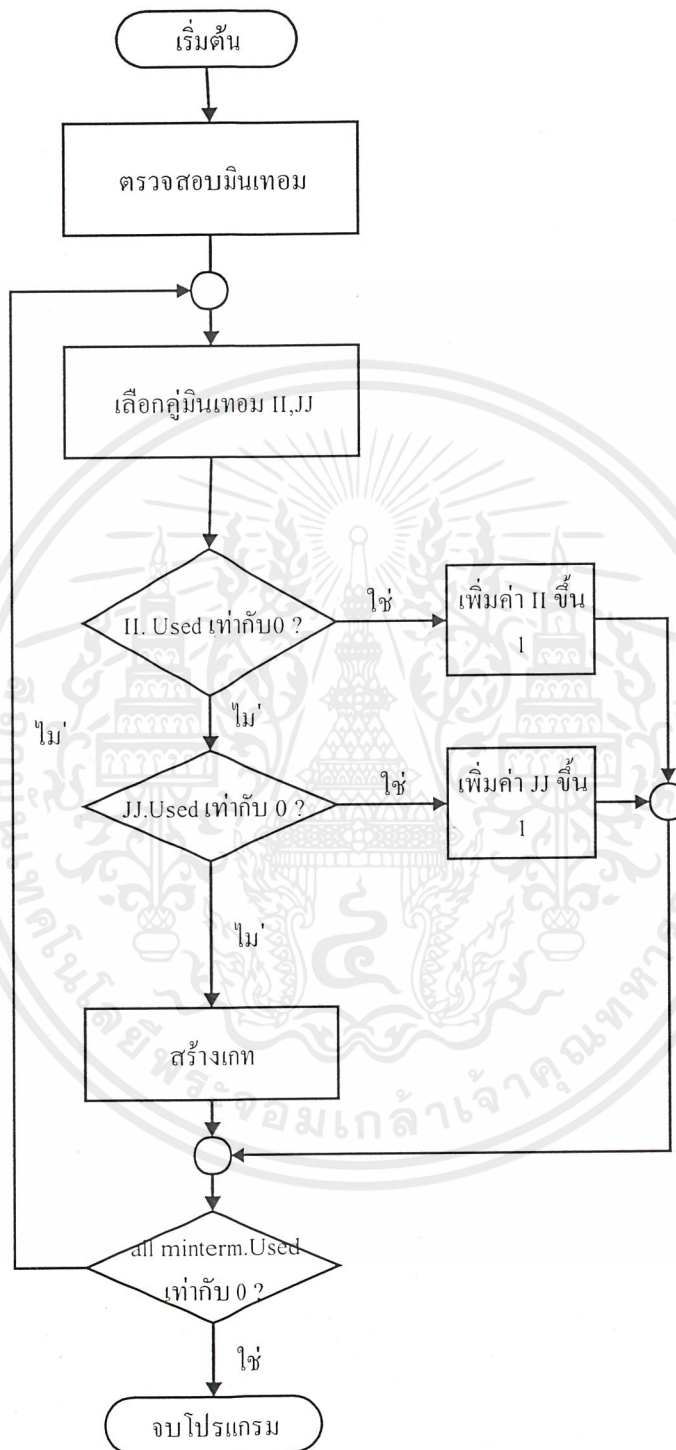 เริ่มต้น
ตรวจสอบมินเทอม
เลือกคู่มินเทอม II,JJ
II. Used เท่ากับ0 ?
ใช่
เพิ่มค่า II ขึ้น
1
ไม่
ไม่
JJ.Used เท่ากับ 0 ?
ใช่
เพิ่มค่า JJ ขึ้น
1
ไม่
สร้างเกท
all minterm.Used
เท่ากับ 0 ?
ใช่
จบโปรแกรม